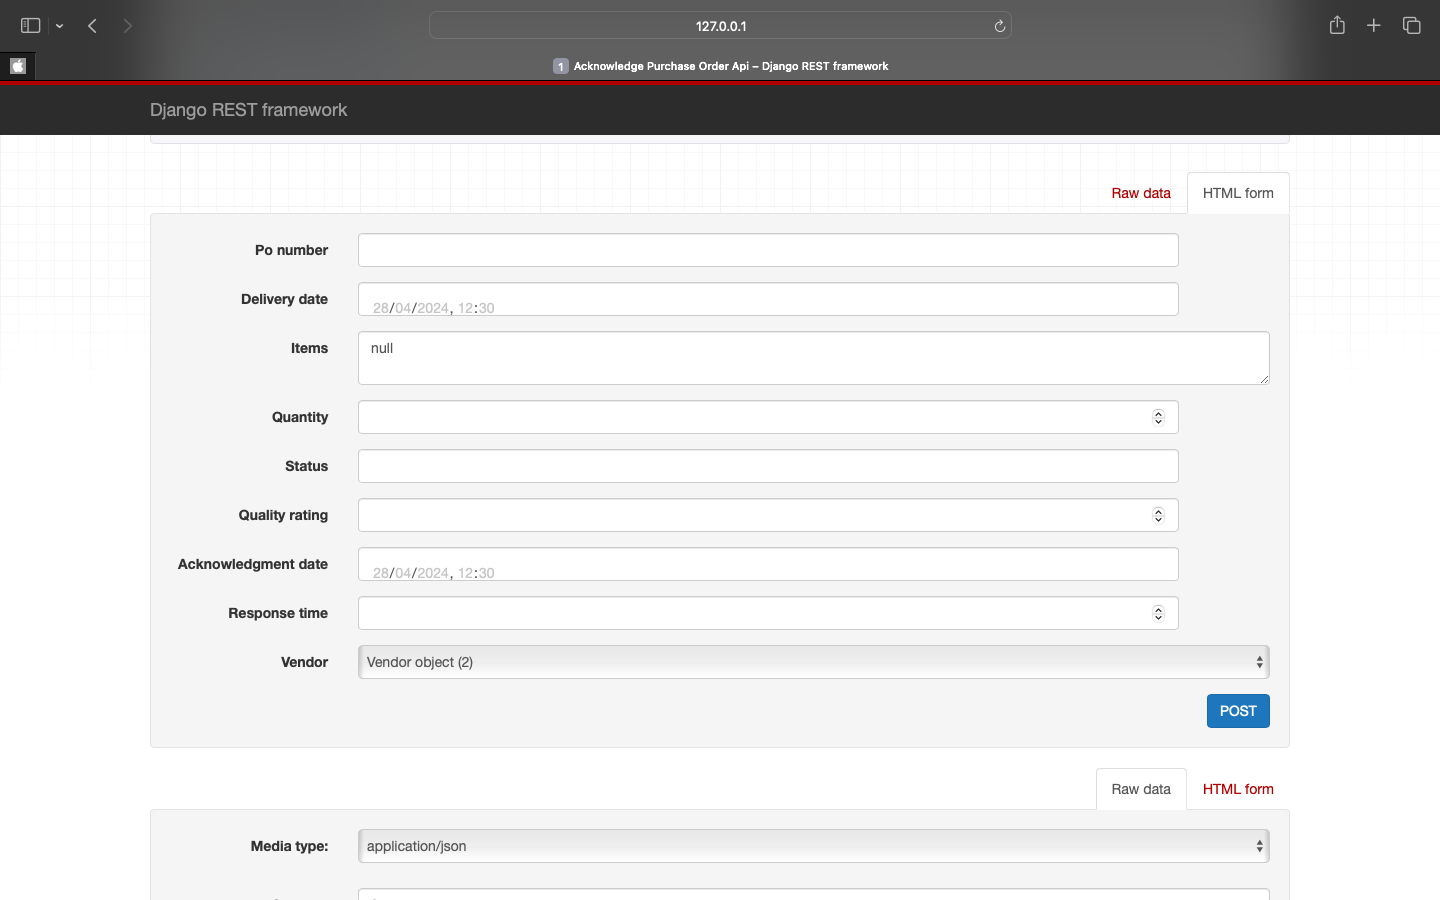 127.0.0.1
1 Acknowledge Purchase Order Api – Django REST framework
Django REST framework
Raw data HTML form
Po number
Delivery date 28/04/2024, 12:30
Items null
Quantity
Status
Quality rating
Acknowledgment date 28/04/2024, 12:30
Response time
Vendor Vendor object (2)
POST
Raw data HTML form
Media type: application/json